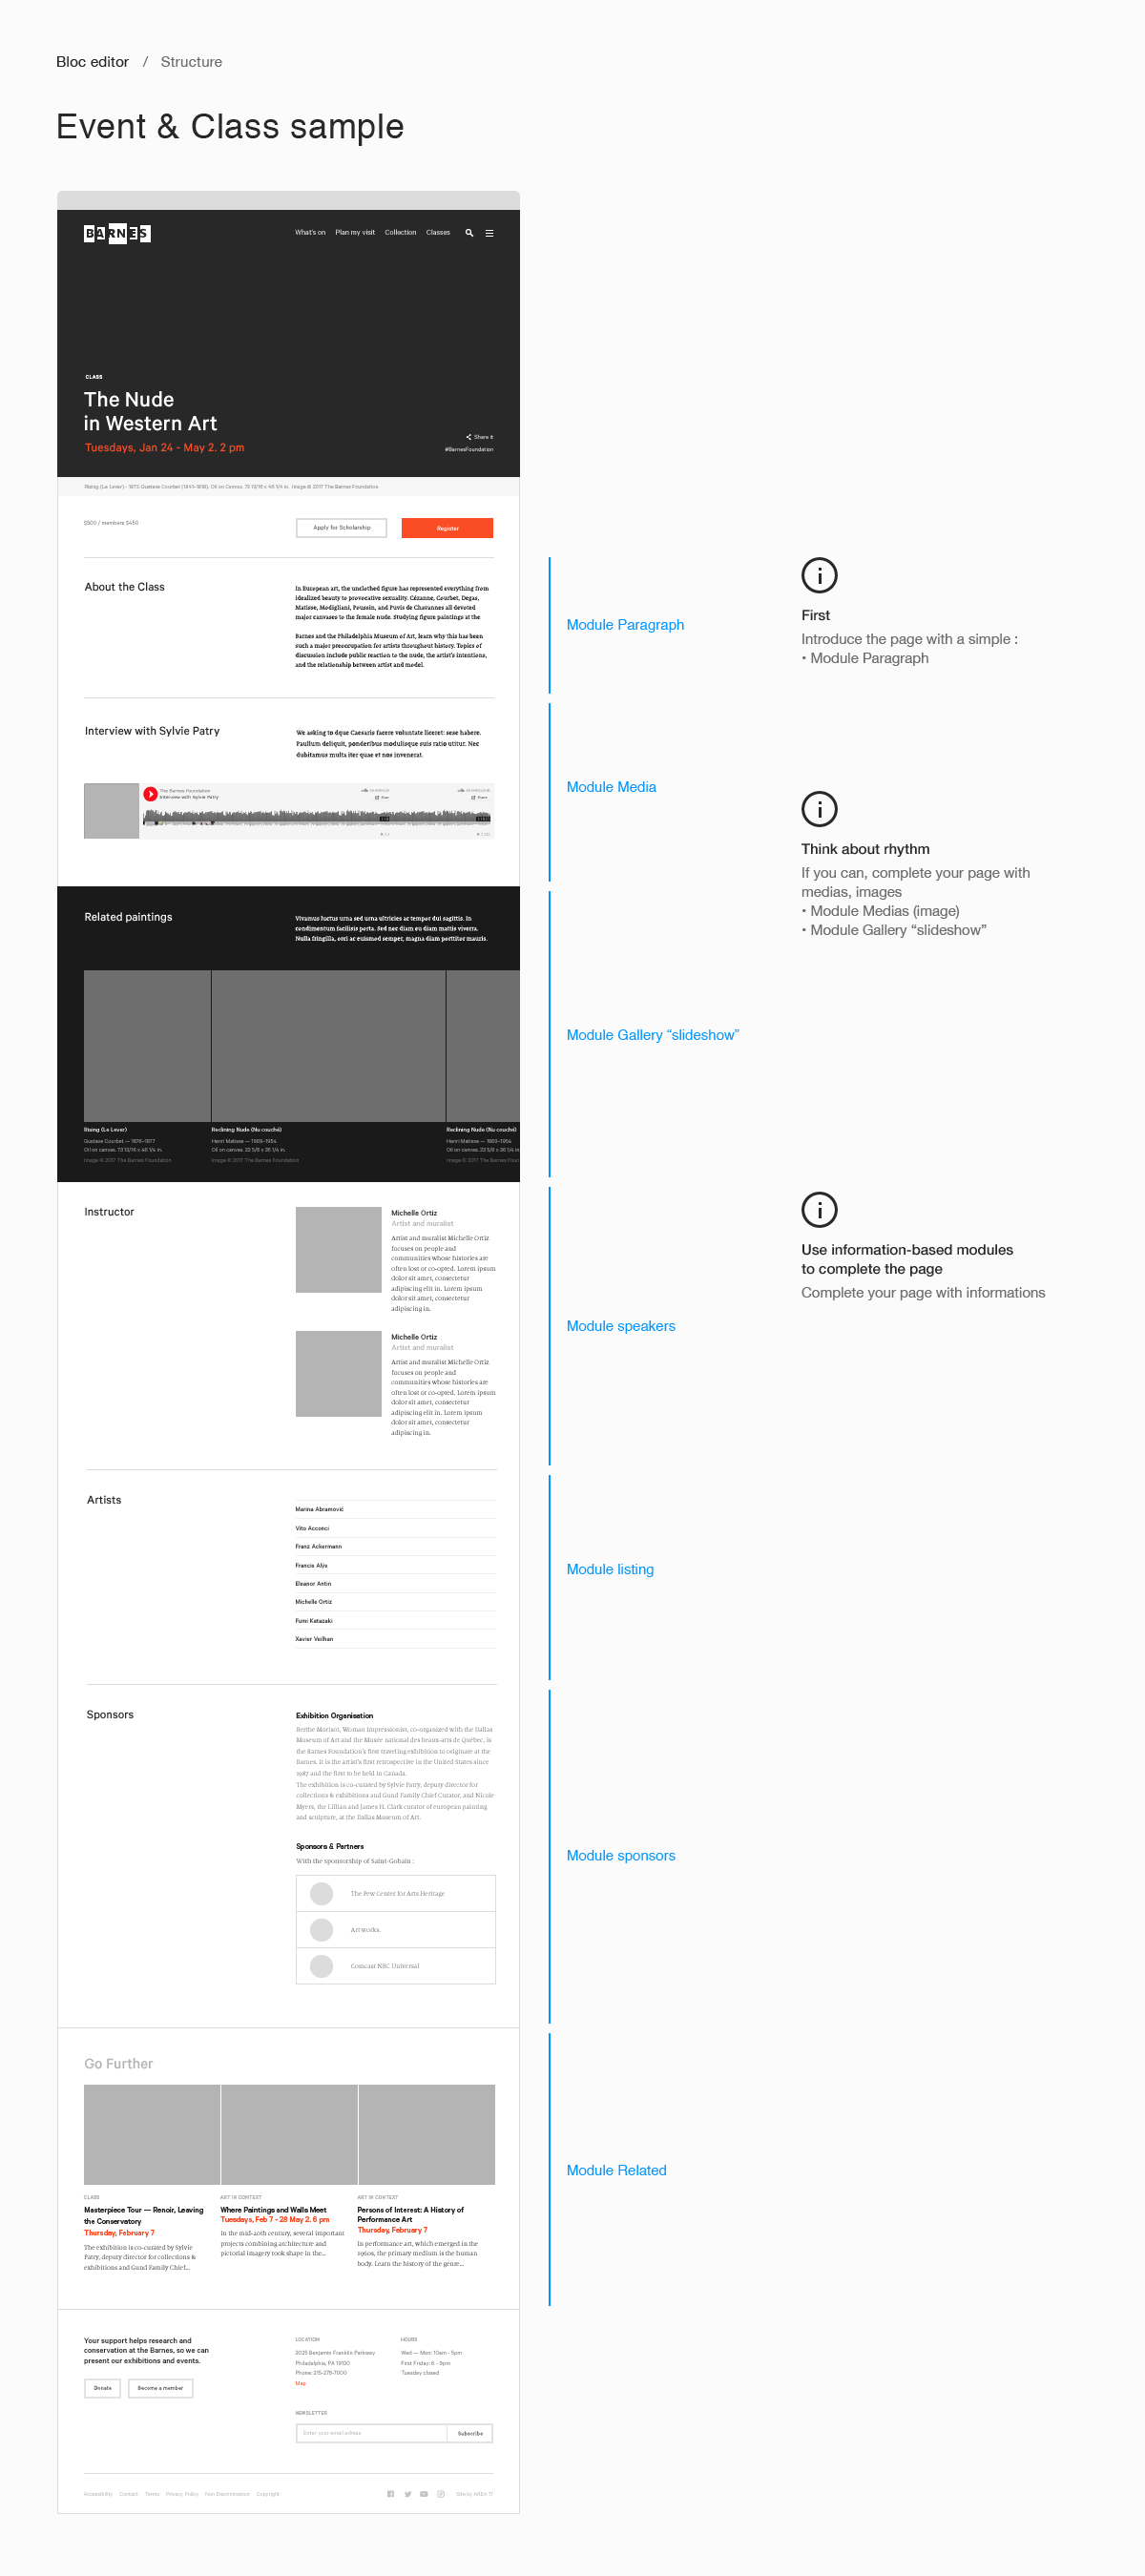 Bloc editor / Structure
Event & Class sample
BARNES
What's on Plan my visit Collection Classes
CLASS
The Nude
in Western Art
Tuesdays, Jan 24 - May 2. 2 pm
Share it
#BarnesFoundation
Rising (Le Lever) - 1873 Gustave Courbet (1841-1919). Oil on Canvas.
Image © 2017 The Barnes Foundation
$500 / members $450
Apply for Scholarship
Register
About the Class
In European art, the unclothed figure has represented everything from
idealized beauty to provocative sexuality. Cézanne, Courbet, Degas,
Matisse, Modigliani, Poussin, and Puvis de Chavannes all devoted
major canvases to the female nude. Studying figure paintings at the
Barnes and the Philadelphia Museum of Art, learn why this has been
such a major preoccupation for artists throughout history. Topics of
discussion include public reaction to the nude, the artist's intentions,
and the relationship between artist and model.
Module Paragraph
First
Introduce the page with a simple :
• Module Paragraph
Interview with Sylvie Patry
We asking to dque Caesaris facere voluntate liceret: sese habere.
Paullum deliquit, ponderibus modulisque suis ratio utitur. Nec
dubitamus multa iter quae et nos invenerat.
The Barnes Foundation
Interview with Sylvie Patry
Share
Share
Module Media
Think about rhythm
If you can, complete your page with
medias, images
• Module Medias (image)
• Module Gallery “slideshow”
Related paintings
Vivamus luctus urna sed urna ultricies ac tempor dui sagittis. In
condimentum facilisis porta. Sed nec diam eu diam mattis viverra.
Nulla fringilla, orci ac euismod semper, magna diam porttitor mauris.
Module Gallery “slideshow”
Rising (Le Lever)
Gustave Courbet — 1876-1877
Oil on canvas. 73 13/16 x 46 1/4 in.
Image © 2017 The Barnes Foundation
Reclining Nude (Nu couché)
Henri Matisse — 1869-1954
Oil on canvas. 23 5/8 x 36 1/4 in.
Image © 2017 The Barnes Foundation
Reclining Nude (Nu couché)
Henri Matisse — 1869-1954
Oil on canvas. 23 5/8 x 36 1/4 in.
Image © 2017 The Barnes Foun
Instructor
Michelle Ortiz
Artist and muralist
Artist and muralist Michelle Ortiz
focuses on people and
communities whose histories are
often lost or co-opted. Lorem ipsum
dolor sit amet, consectetur
adipiscing elit in. Lorem ipsum
dolor sit amet, consectetur
adipiscing in.
Michelle Ortiz
Artist and muralist
Artist and muralist Michelle Ortiz
focuses on people and
communities whose histories are
often lost or co-opted. Lorem ipsum
dolor sit amet, consectetur
adipiscing elit in. Lorem ipsum
dolor sit amet, consectetur
adipiscing in.
Module speakers
Use information-based modules
to complete the page
Complete your page with informations
Artists
Marina Abramović
Vito Acconci
Franz Ackermann
Francis Alÿs
Eleanor Antin
Michelle Ortiz
Fumi Katazaki
Xavier Veilhan
Module listing
Sponsors
Exhibition Organisation
Berthe Morisot, Woman Impressionist, co-organized with the Dallas
Museum of Art and the Musée national des beaux-arts de Québec, is
the Barnes Foundation's first traveling exhibition to originate at the
Barnes. It is the artist's first retrospective in the United States since
1987 and the first to be held in Canada.
The exhibition is co-curated by Sylvie Patry, deputy director for
collections & exhibitions and Gund Family Chief Curator, and Nicole
Myers, the Lillian and James H. Clark curator of european painting
and sculpture, at the Dallas Museum of Art.
Sponsors & Partners
With the sponsorship of Saint-Gobain :
The Pew Center for Arts Heritage
Art works.
Comcast NBC Universal
Module sponsors
Go Further
CLASS
Masterpiece Tour — Renoir, Leaving
the Conservatory
Thursday, February 7
The exhibition is co-curated by Sylvie
Patry, deputy director for collections &
exhibitions and Gund Family Chief...
ART IN CONTEXT
Where Paintings and Walls Meet
Tuesdays, Feb 7 - 28 May 2. 6 pm
In the mid-20th century, several important
projects combining architecture and
pictorial imagery took shape in the...
ART IN CONTEXT
Persons of Interest: A History of
Performance Art
Thursday, February 7
In performance art, which emerged in the
1960s, the primary medium is the human
body. Learn the history of the genre...
Module Related
Your support helps research and
conservation at the Barnes, so we can
present our exhibitions and events.
Donate
Become a member
LOCATION
2025 Benjamin Franklin Parkway
Philadelphia, PA 19130
Phone: 215-278-7000
Map
HOURS
Wed — Mon: 10am - 5pm
First Friday: 6 - 9pm
Tuesday closed
NEWSLETTER
Enter your email adress
Subscribe
Accessibility Contact Terms Privacy Policy Non Discrimination Copyright
Site by AREA 17